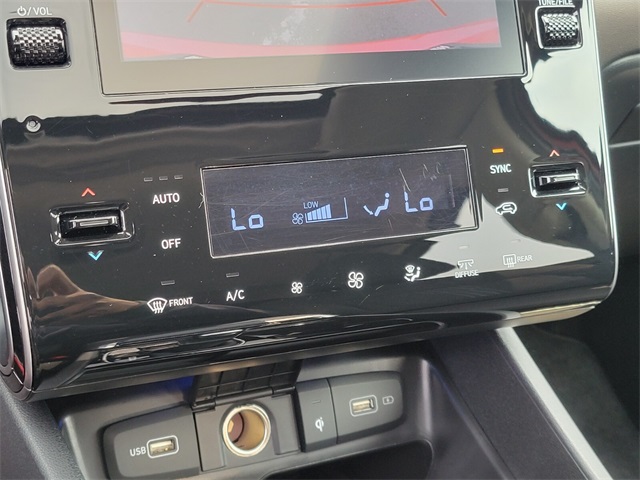 ⏻/VOL
TUNE/FILE
AUTO
SYNC
LOW
Lo
Lo
OFF
FRONT
A/C
DIFFUSE
REAR
USB